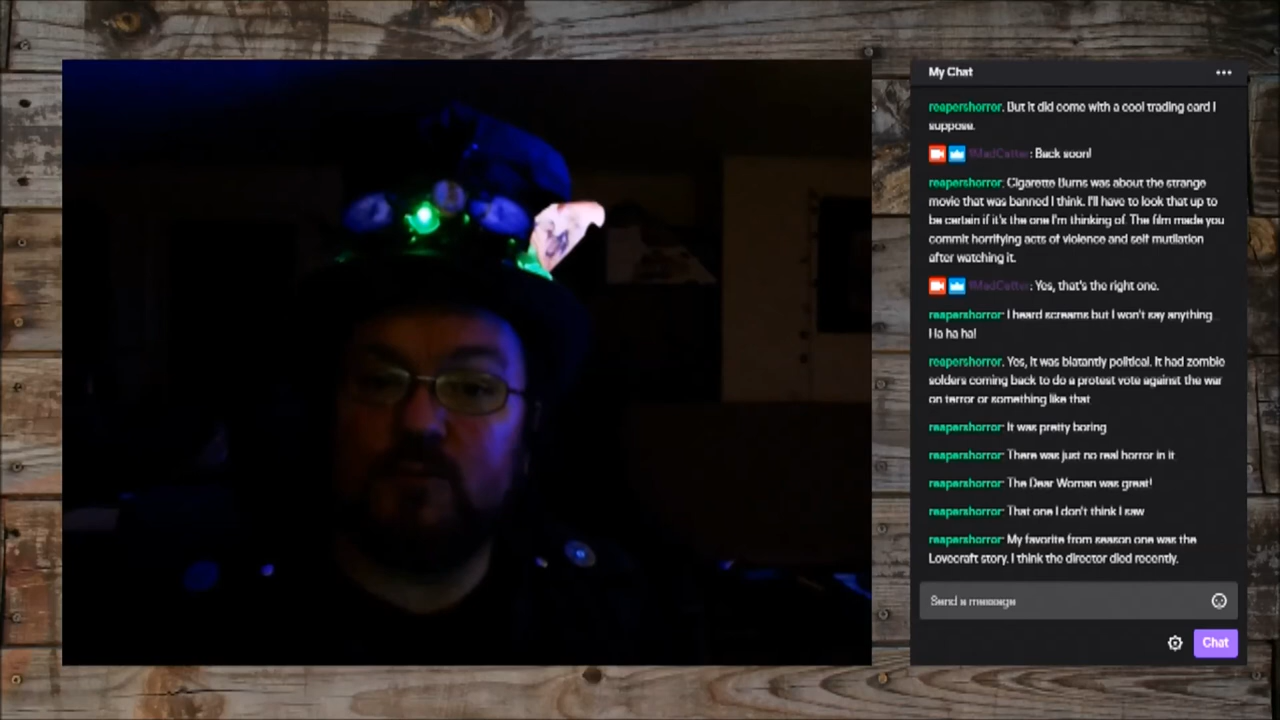 My Chat
reapershorror: But it did come with a cool trading card I
suppose.
1MadCatter: Back soon!
reapershorror: Cigarette Burns was about the strange
movie that was banned I think. I'll have to look that up to
be certain if it's the one I'm thinking of. The film made you
commit horrifying acts of violence and self mutilation
after watching it.
1MadCatter: Yes, that's the right one.
reapershorror: I heard screams but I won't say anything...
Ha ha ha!
reapershorror: Yes, it was blatantly political. It had zombie
solders coming back to do a protest vote against the war
on terror or something like that
reapershorror: It was pretty boring
reapershorror: There was just no real horror in it
reapershorror: The Dear Woman was great!
reapershorror: That one I don't think I saw
reapershorror: My favorite from season one was the
Lovecraft story. I think the director died recently.
Send a message
Chat